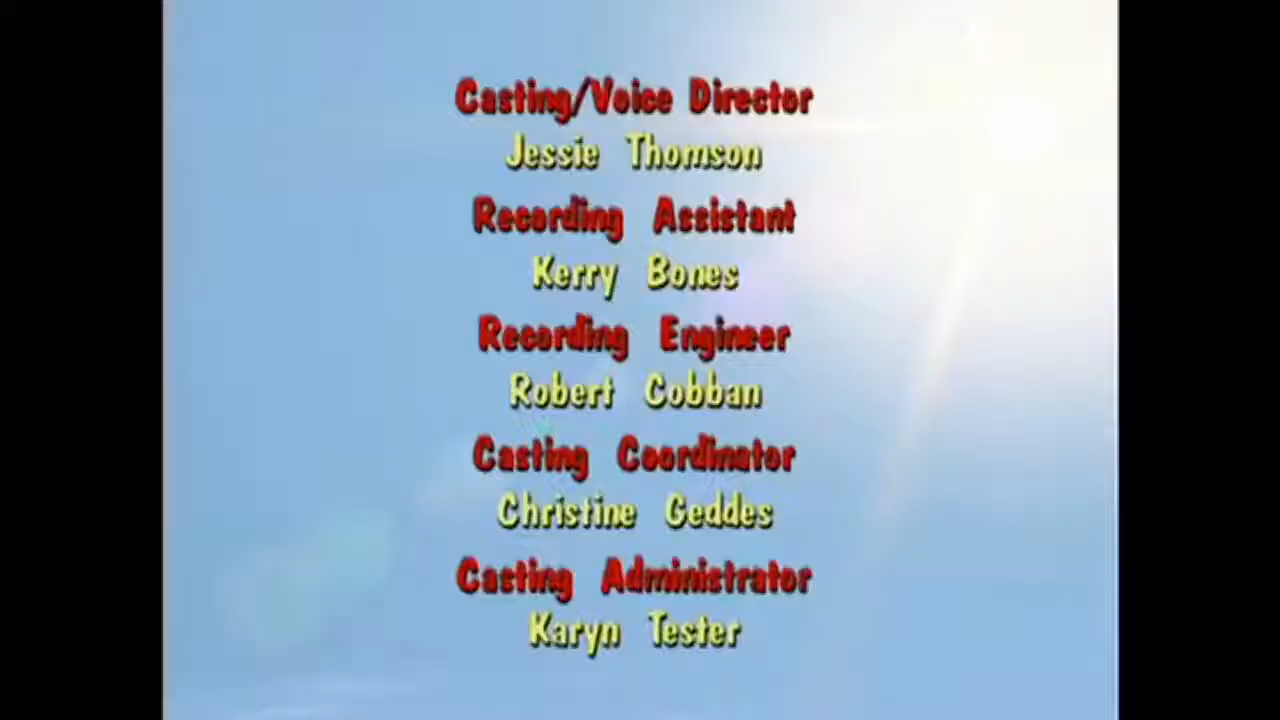 Casting/Voice Director
Jessie Thomson
Recording Assistant
Kerry Bones
Recording Engineer
Robert Cobban
Casting Coordinator
Christine Geddes
Casting Administrator
Karyn Tester